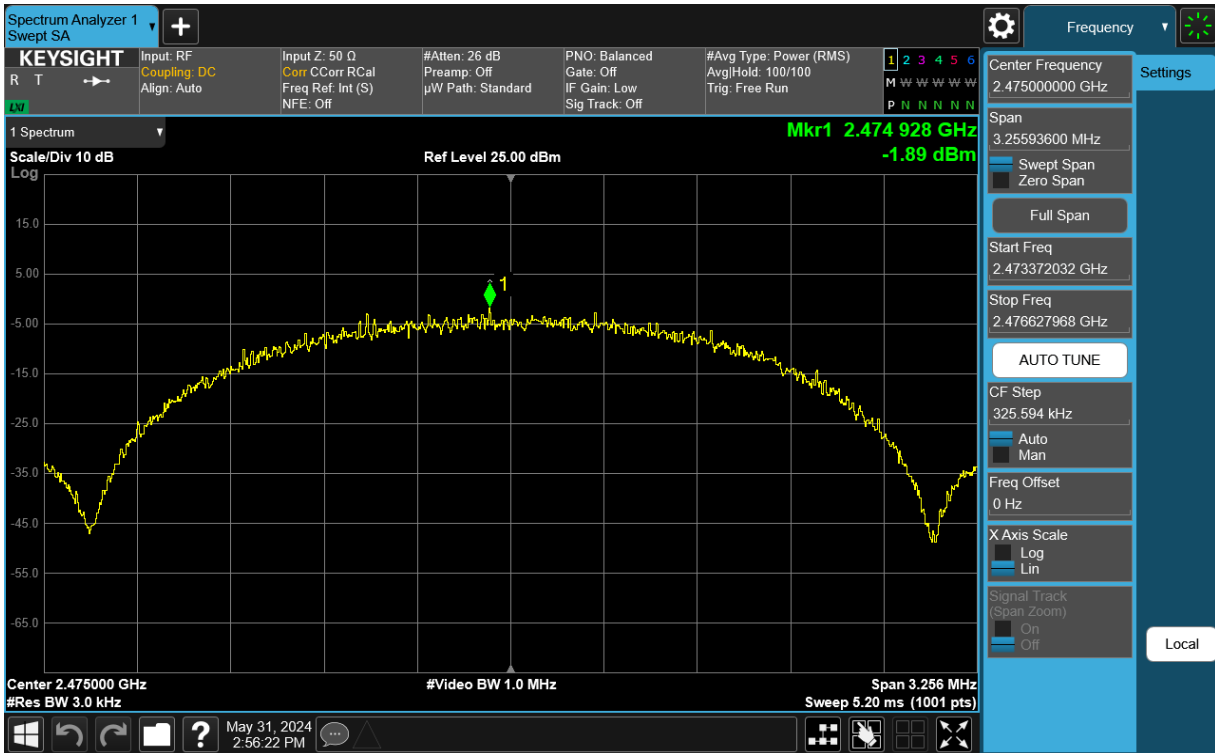 Spectrum Analyzer 1
Swept SA
Frequency
KEYSIGHT
R T
LXI
Input: RF
Coupling: DC
Align: Auto
Input Z: 50 Ω
Corr CCorr RCal
Freq Ref: Int (S)
NFE: Off
#Atten: 26 dB
Preamp: Off
µW Path: Standard
PNO: Balanced
Gate: Off
IF Gain: Low
Sig Track: Off
#Avg Type: Power (RMS)
Avg|Hold: 100/100
Trig: Free Run
1 2 3 4 5 6
M W W W W W
P N N N N N
1 Spectrum
Scale/Div 10 dB
Log
Ref Level 25.00 dBm
Mkr1 2.474 928 GHz
-1.89 dBm
15.0
5.00
-5.00
-15.0
-25.0
-35.0
-45.0
-55.0
-65.0
1
Center 2.475000 GHz
#Res BW 3.0 kHz
#Video BW 1.0 MHz
Span 3.256 MHz
Sweep 5.20 ms (1001 pts)
Center Frequency
2.475000000 GHz
Span
3.25593600 MHz
Swept Span
Zero Span
Full Span
Start Freq
2.473372032 GHz
Stop Freq
2.476627968 GHz
AUTO TUNE
CF Step
325.594 kHz
Auto
Man
Freq Offset
0 Hz
X Axis Scale
Log
Lin
Signal Track
(Span Zoom)
On
Off
Settings
Local
?
May 31, 2024
2:56:22 PM